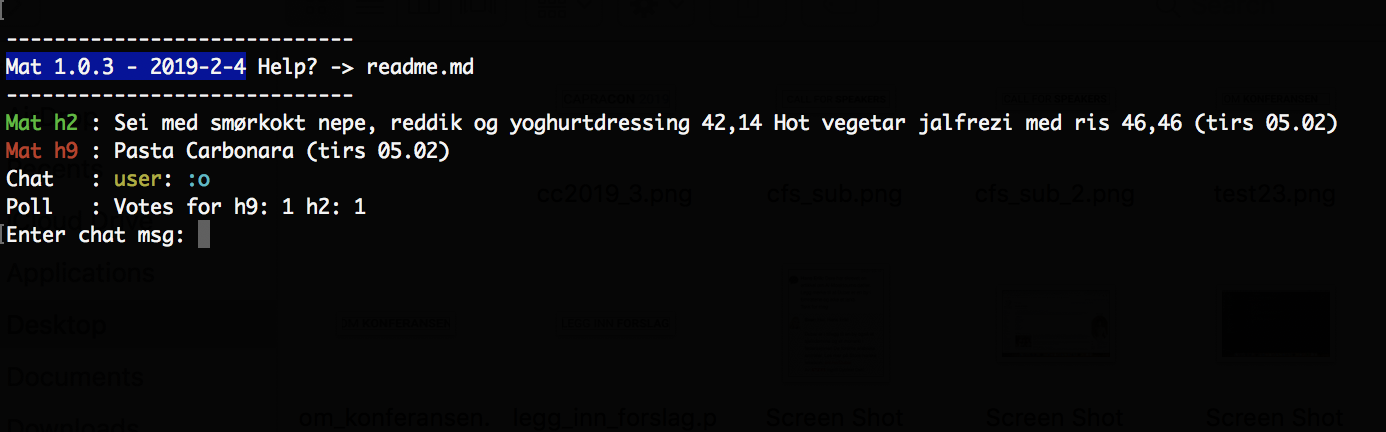 ------------------------------
Mat 1.0.3 - 2019-2-4 Help? -> readme.md
------------------------------
Mat h2 : Sei med smørkokt nepe, reddik og yoghurtdressing 42,14 Hot vegetar jalfrezi med ris 46,46 (tirs 05.02)
Mat h9 : Pasta Carbonara (tirs 05.02)
Chat   : user: :o
Poll   : Votes for h9: 1 h2: 1
Enter chat msg:
cc2019_3.png cfs_sub.png cfs_sub_2.png test23.png
Applications
Desktop
Documents
Downloads
om_konferansen. legg_inn_forslag.p Screen Shot Screen Shot Screen Shot